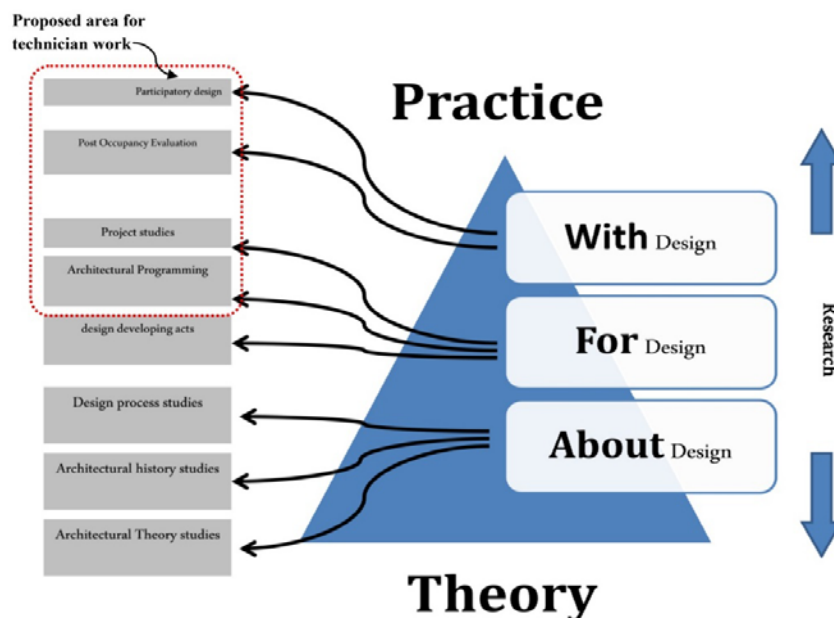 Proposed area for
technician work
Participatory design
Post Occupancy Evaluation
Project studies
Architectural Programming
design developing acts
Design process studies
Architectural history studies
Architectural Theory studies
Practice
With Design
For Design
About Design
Theory
Research